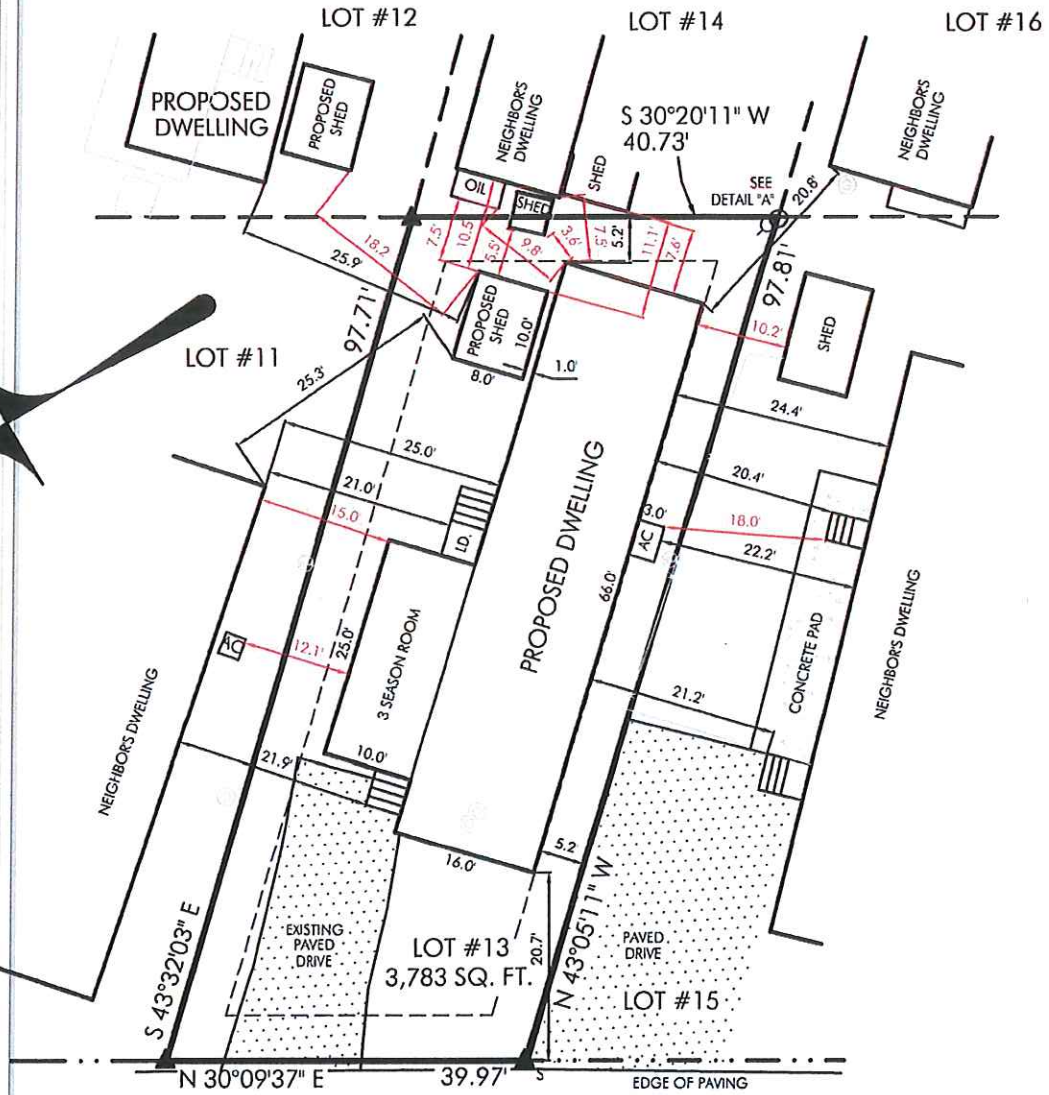 LOT #12
LOT #14
LOT #16
PROPOSED
DWELLING
PROPOSED
SHED
NEIGHBOR'S
DWELLING
SHED
S 30°20'11" W
40.73'
NEIGHBOR'S
DWELLING
OIL
SHED
SEE
DETAIL "A"
20.8'
18.2
25.9'
7.5'
10.5'
5.5'
9.8'
3.6'
7.5'
5.2'
11.1'
7.6'
97.71'
97.81'
LOT #11
PROPOSED
SHED
10.0'
8.0'
1.0'
10.2'
SHED
25.3'
24.4'
25.0'
21.0'
15.0'
20.4'
LD.
3.0'
AC
18.0'
22.2'
PROPOSED DWELLING
66.0'
AC
12.1'
25.0'
3 SEASON ROOM
CONCRETE PAD
NEIGHBOR'S DWELLING
NEIGHBOR'S DWELLING
21.2'
21.9'
10.0'
16.0'
5.2
S 43°32'03" E
EXISTING
PAVED
DRIVE
LOT #13
3,783 SQ. FT.
20.7'
N 43°05'11" W
PAVED
DRIVE
LOT #15
N 30°09'37" E
39.97'
S
EDGE OF PAVING